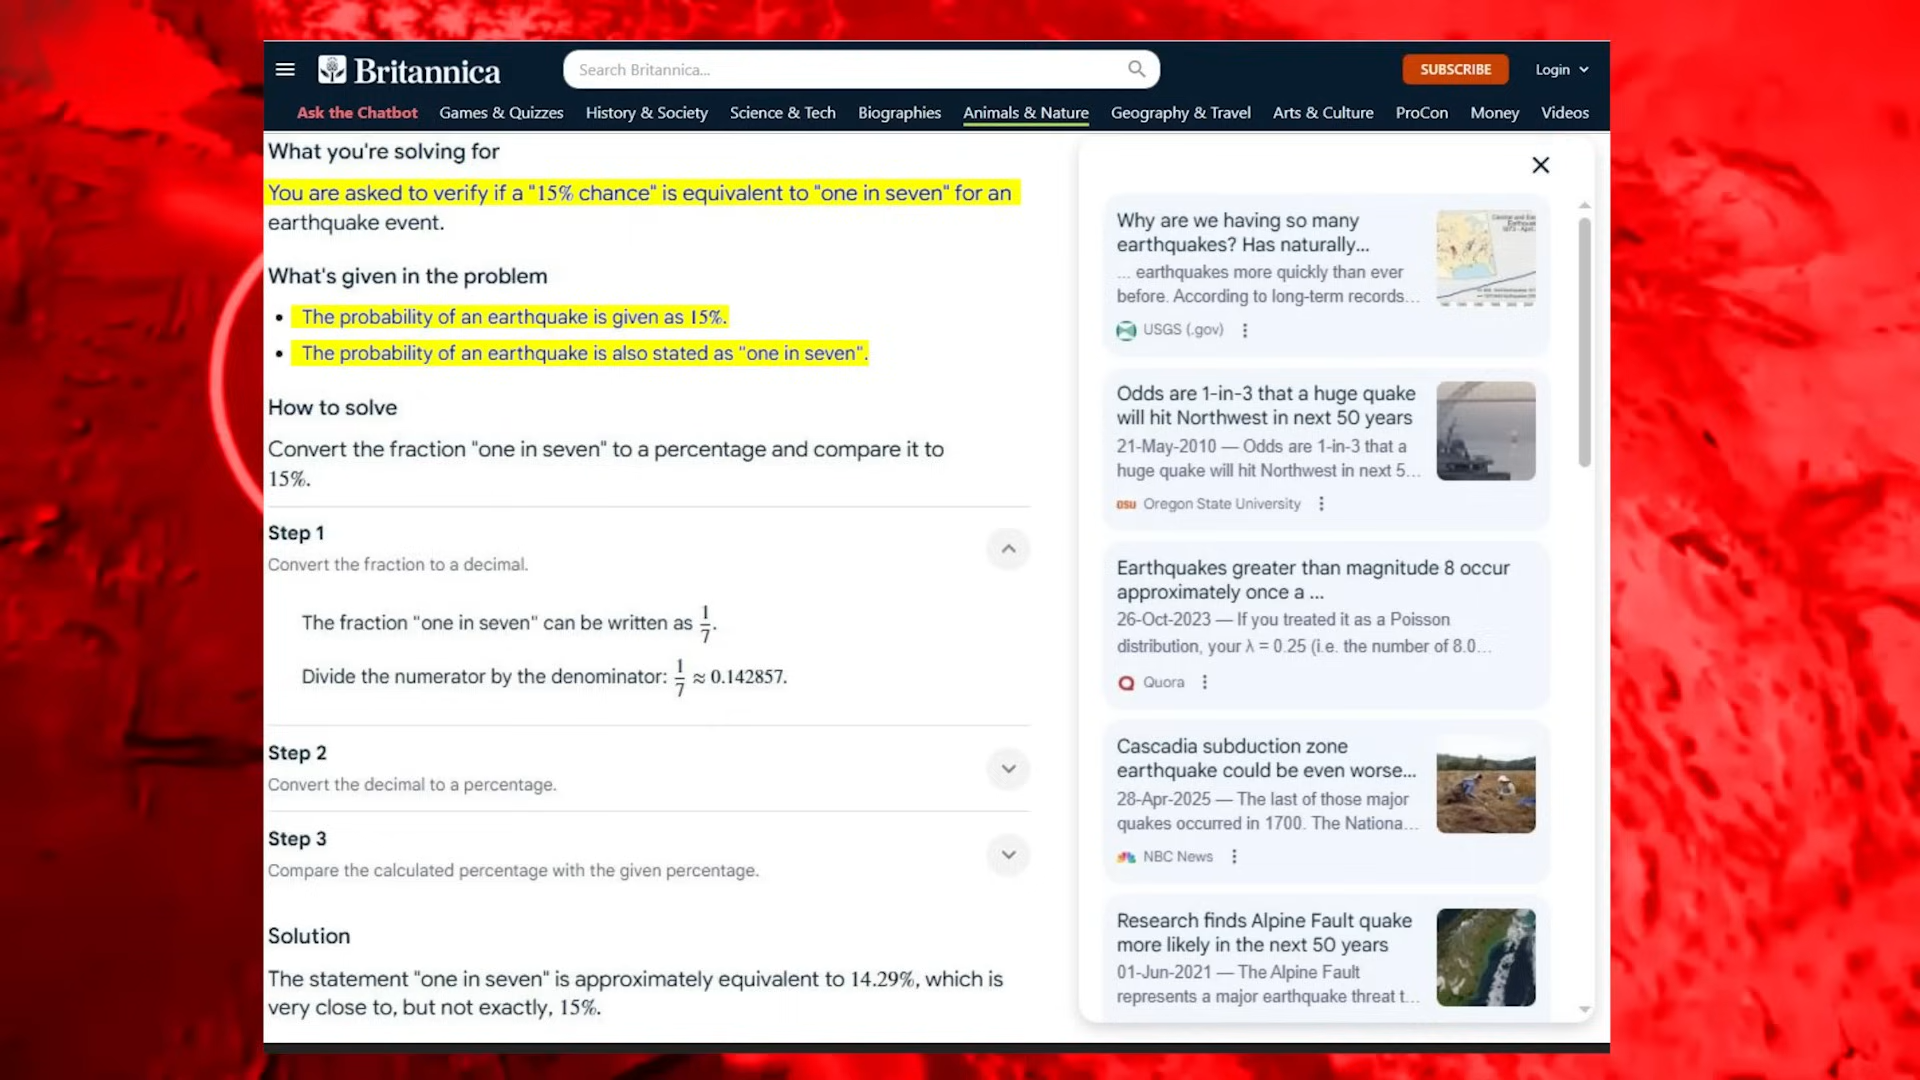 Britannica
Search Britannica...
SUBSCRIBE
Login
Ask the Chatbot
Games & Quizzes
History & Society
Science & Tech
Biographies
Animals & Nature
Geography & Travel
Arts & Culture
ProCon
Money
Videos
What you're solving for
You are asked to verify if a "15% chance" is equivalent to "one in seven" for an
earthquake event.
What's given in the problem
• The probability of an earthquake is given as 15%.
• The probability of an earthquake is also stated as "one in seven".
How to solve
Convert the fraction "one in seven" to a percentage and compare it to
15%.
Step 1
Convert the fraction to a decimal.
The fraction "one in seven" can be written as 1/7.
Divide the numerator by the denominator: 1/7 ≈ 0.142857.
Step 2
Convert the decimal to a percentage.
Step 3
Compare the calculated percentage with the given percentage.
Solution
The statement "one in seven" is approximately equivalent to 14.29%, which is
very close to, but not exactly, 15%.
Why are we having so many
earthquakes? Has naturally...
... earthquakes more quickly than ever
before. According to long-term records...
USGS (.gov)
Odds are 1-in-3 that a huge quake
will hit Northwest in next 50 years
21-May-2010 — Odds are 1-in-3 that a
huge quake will hit Northwest in next 5...
OSU Oregon State University
Earthquakes greater than magnitude 8 occur
approximately once a ...
26-Oct-2023 — If you treated it as a Poisson
distribution, your λ = 0.25 (i.e. the number of 8.0...
Quora
Cascadia subduction zone
earthquake could be even worse...
28-Apr-2025 — The last of those major
quakes occurred in 1700. The Nationa...
NBC News
Research finds Alpine Fault quake
more likely in the next 50 years
01-Jun-2021 — The Alpine Fault
represents a major earthquake threat t...